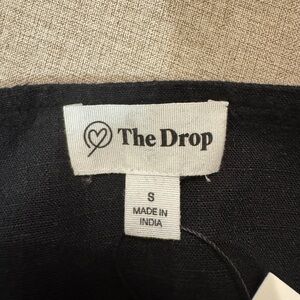 The Drop
S
MADE IN
INDIA